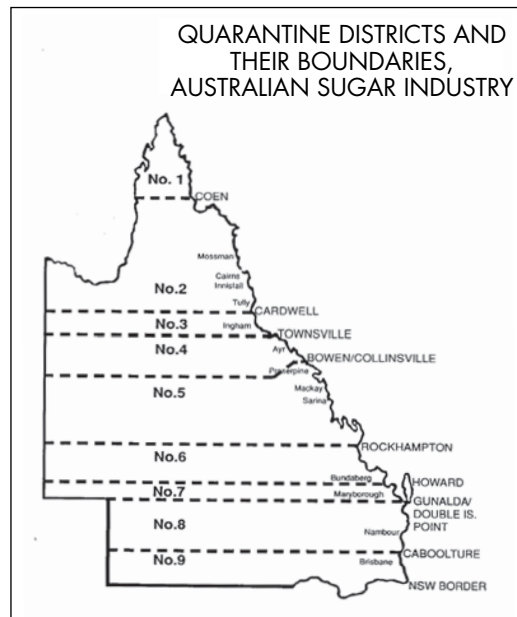 QUARANTINE DISTRICTS AND
THEIR BOUNDARIES,
AUSTRALIAN SUGAR INDUSTRY
No. 1
COEN
Mossman
Cairns
Innisfail
No.2
Tully
CARDWELL
No.3
Ingham
TOWNSVILLE
No.4
Ayr
BOWEN/COLLINSVILLE
Proserpine
No.5
Mackay
Sarina
ROCKHAMPTON
No.6
Bundaberg
HOWARD
No.7
Maryborough
GUNALDA/
DOUBLE IS.
POINT
No.8
Nambour
CABOOLTURE
No.9
Brisbane
NSW BORDER